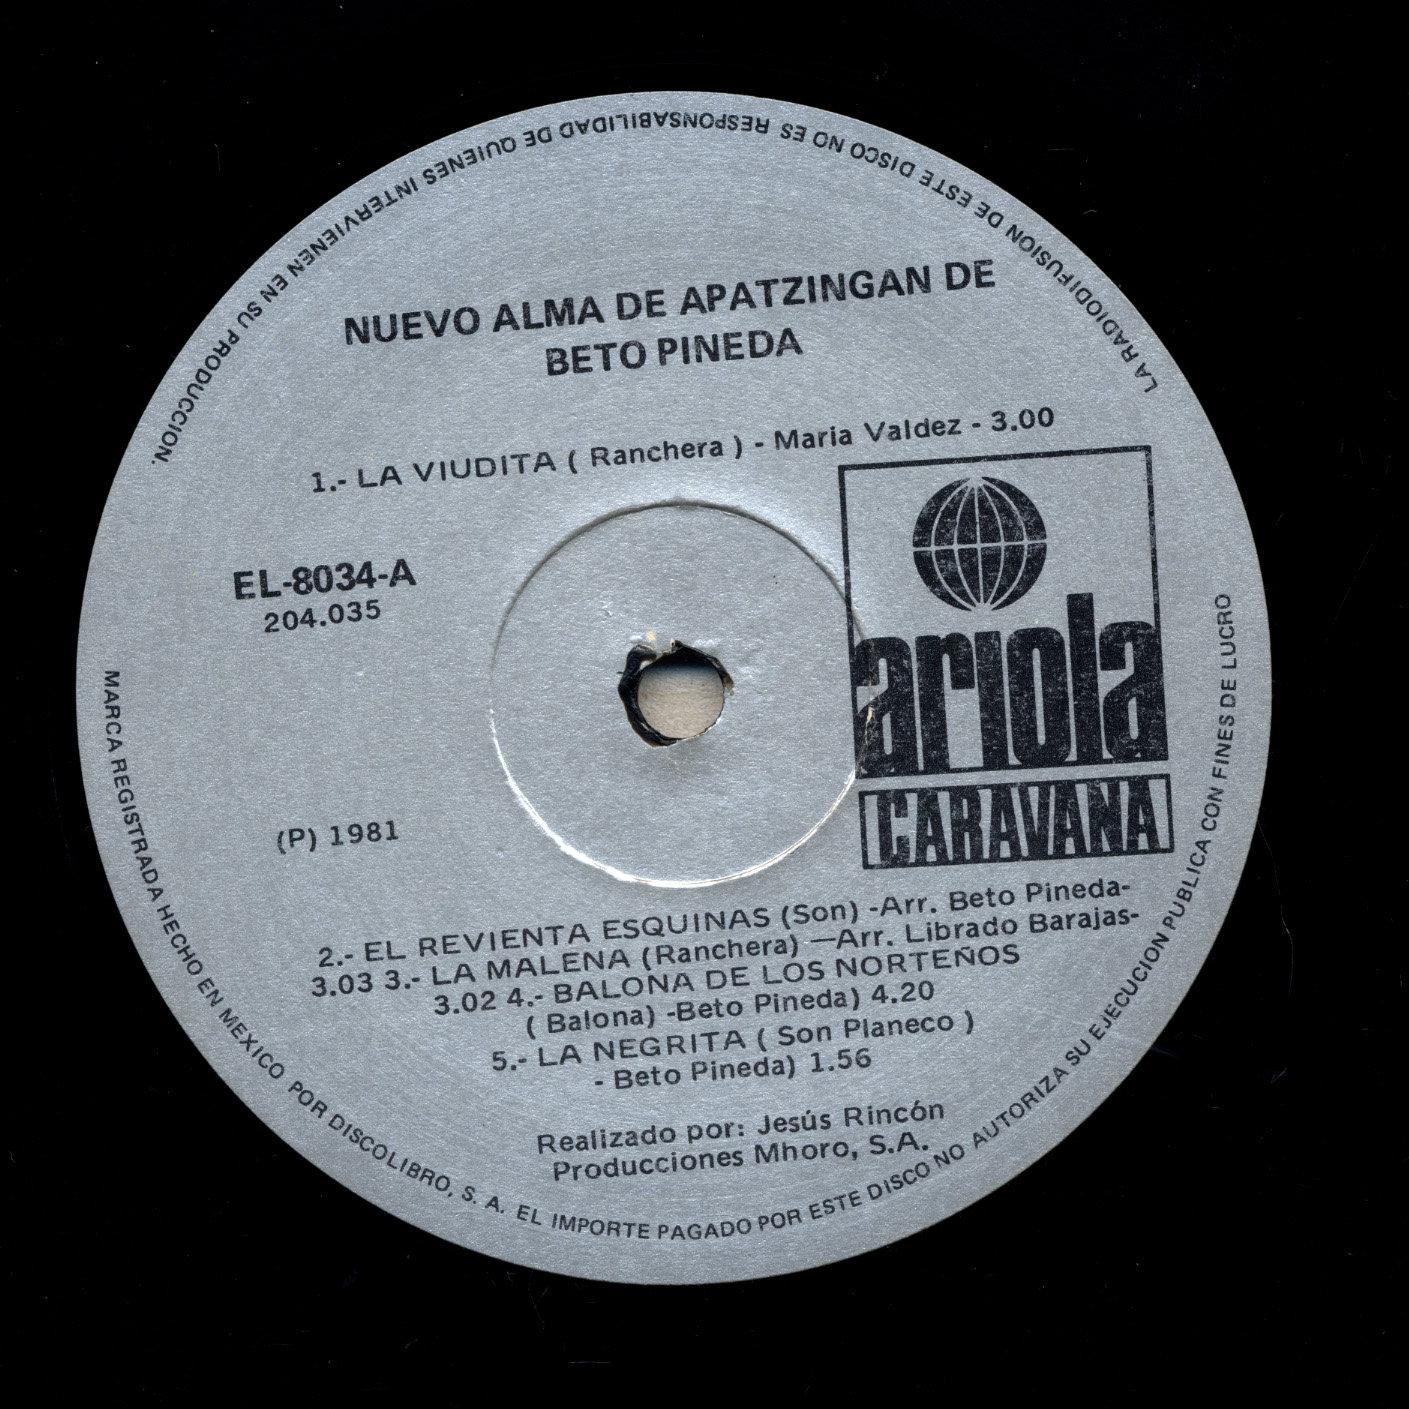 LA RADIODIFUSION DE ESTE DISCO NO ES RESPONSABILIDAD DE QUIENES INTERVIENEN EN SU PRODUCCION.
NUEVO ALMA DE APATZINGAN DE
BETO PINEDA
1.- LA VIUDITA ( Ranchera ) - Maria Valdez - 3.00
EL-8034-A
204.035
ariola
CARAVANA
(P) 1981
2.- EL REVIENTA ESQUINAS (Son) -Arr. Beto Pineda-
3.03 3.- LA MALENA (Ranchera) —Arr. Librado Barajas-
3.02 4.- BALONA DE LOS NORTEÑOS
( Balona) -Beto Pineda) 4.20
5.- LA NEGRITA ( Son Planeco )
- Beto Pineda) 1.56
Realizado por: Jesús Rincón
Producciones Mhoro, S.A.
MARCA REGISTRADA HECHO EN MEXICO POR DISCOLIBRO, S. A. EL IMPORTE PAGADO POR ESTE DISCO NO AUTORIZA SU EJECUCION PUBLICA CON FINES DE LUCRO